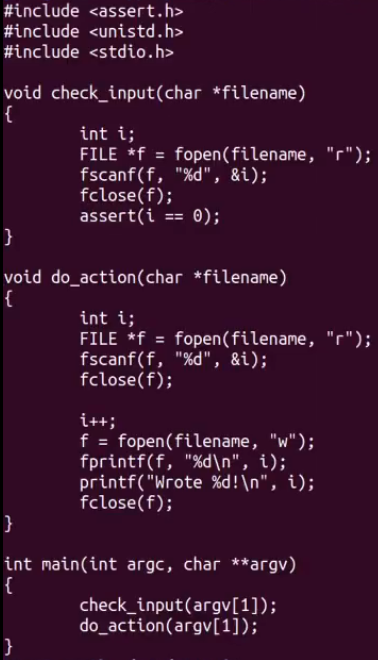 #include <assert.h>
#include <unistd.h>
#include <stdio.h>

void check_input(char *filename)
{
        int i;
        FILE *f = fopen(filename, "r");
        fscanf(f, "%d", &i);
        fclose(f);
        assert(i == 0);
}

void do_action(char *filename)
{
        int i;
        FILE *f = fopen(filename, "r");
        fscanf(f, "%d", &i);
        fclose(f);

        i++;
        f = fopen(filename, "w");
        fprintf(f, "%d\n", i);
        printf("Wrote %d!\n", i);
        fclose(f);
}

int main(int argc, char **argv)
{
        check_input(argv[1]);
        do_action(argv[1]);
}